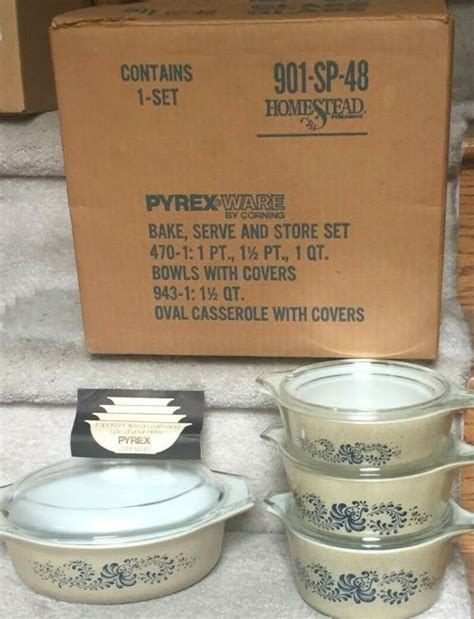 CONTAINS
1-SET
901-SP-48
HOMESTEAD
PYREX® WARE
BY CORNING
BAKE, SERVE AND STORE SET
470-1: 1 PT., 1½ PT., 1 QT.
BOWLS WITH COVERS
943-1: 1½ QT.
OVAL CASSEROLE WITH COVERS
PYREX